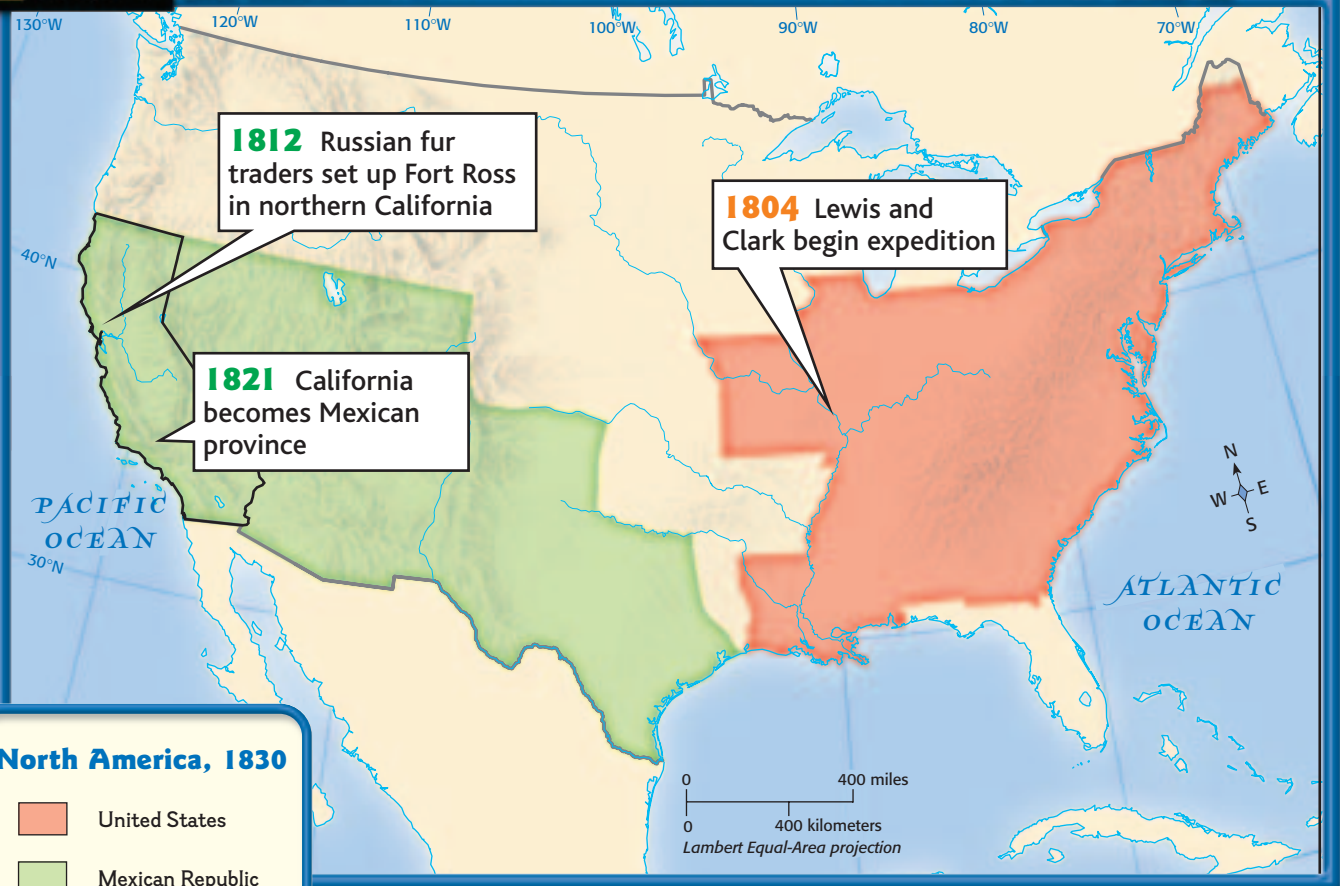 130°W
120°W
110°W
100°W
90°W
80°W
70°W
1812 Russian fur
traders set up Fort Ross
in northern California
1804 Lewis and
Clark begin expedition
40°N
1821 California
becomes Mexican
province
PACIFIC
OCEAN
N
W E
S
30°N
ATLANTIC
OCEAN
North America, 1830
United States
Mexican Republic
0 400 miles
0 400 kilometers
Lambert Equal-Area projection